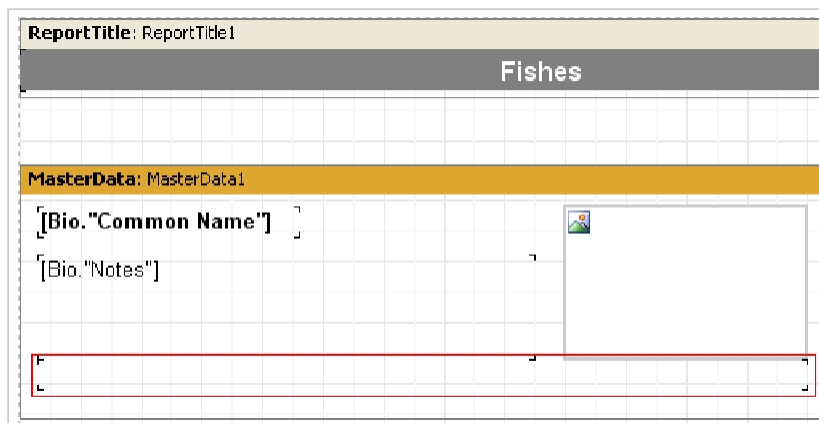 ReportTitle: ReportTitle1
Fishes
MasterData: MasterData1
[Bio."Common Name"]
[Bio."Notes"]